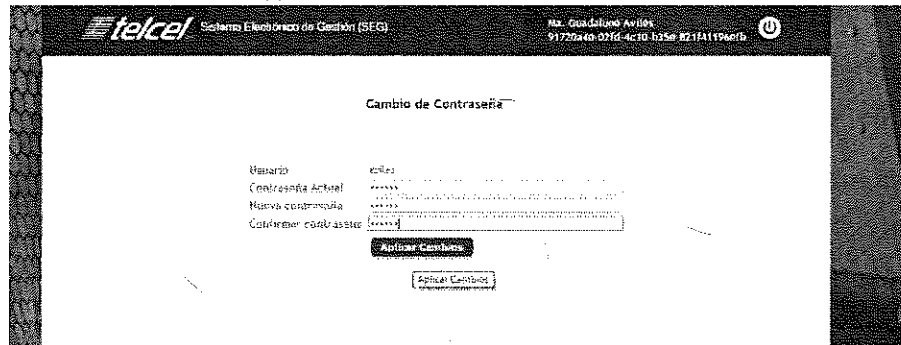 telcel Sistema Electrónico de Gestión (SEG)
Ma. Guadalupe Aviles
Cambio de Contraseña
Usuario
Contraseña Actual ••••••
Nueva contraseña ••••••
Confirmar contraseña ••••••
Aplicar Cambios
Aplicar Cambios